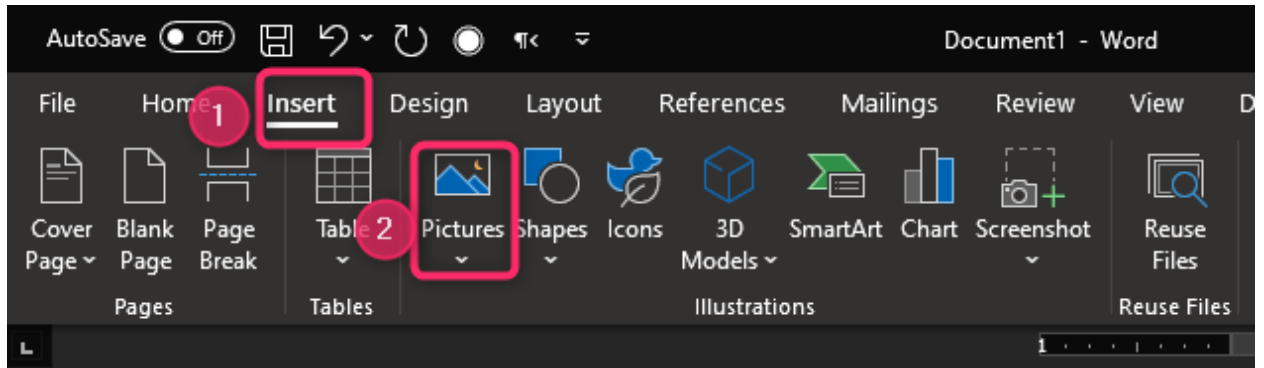 AutoSave Off Document1 - Word
File Home Insert Design Layout References Mailings Review View D
1
2
Cover Blank Page Table Pictures Shapes Icons 3D SmartArt Chart Screenshot Reuse
Page Page Break Models Files
Pages Tables Illustrations Reuse Files
L 1